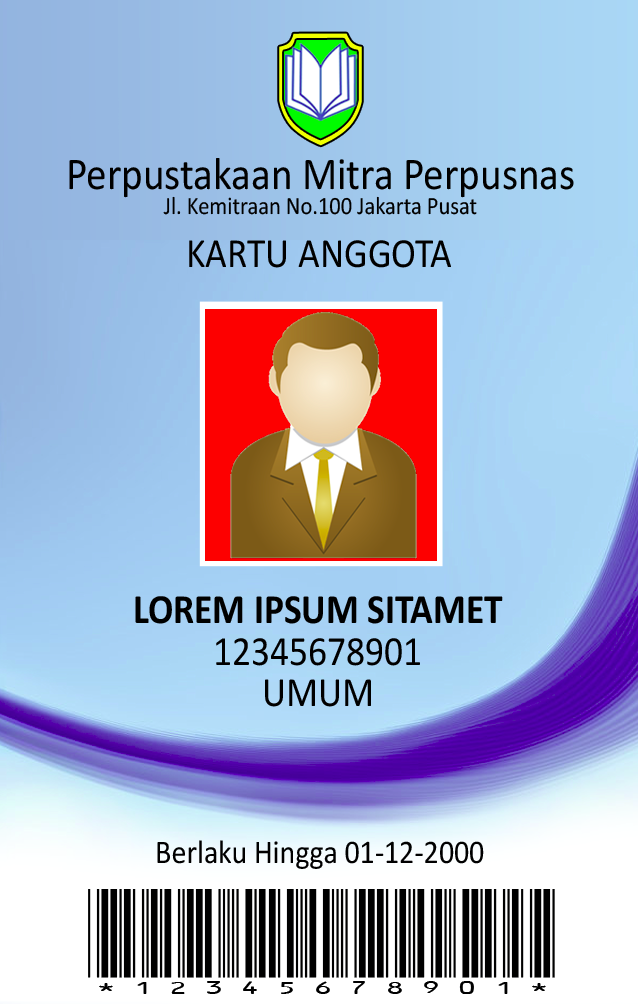 Perpustakaan Mitra Perpusnas
Jl. Kemitraan No.100 Jakarta Pusat
KARTU ANGGOTA
LOREM IPSUM SITAMET
12345678901
UMUM
Berlaku Hingga 01-12-2000
*12345678901*